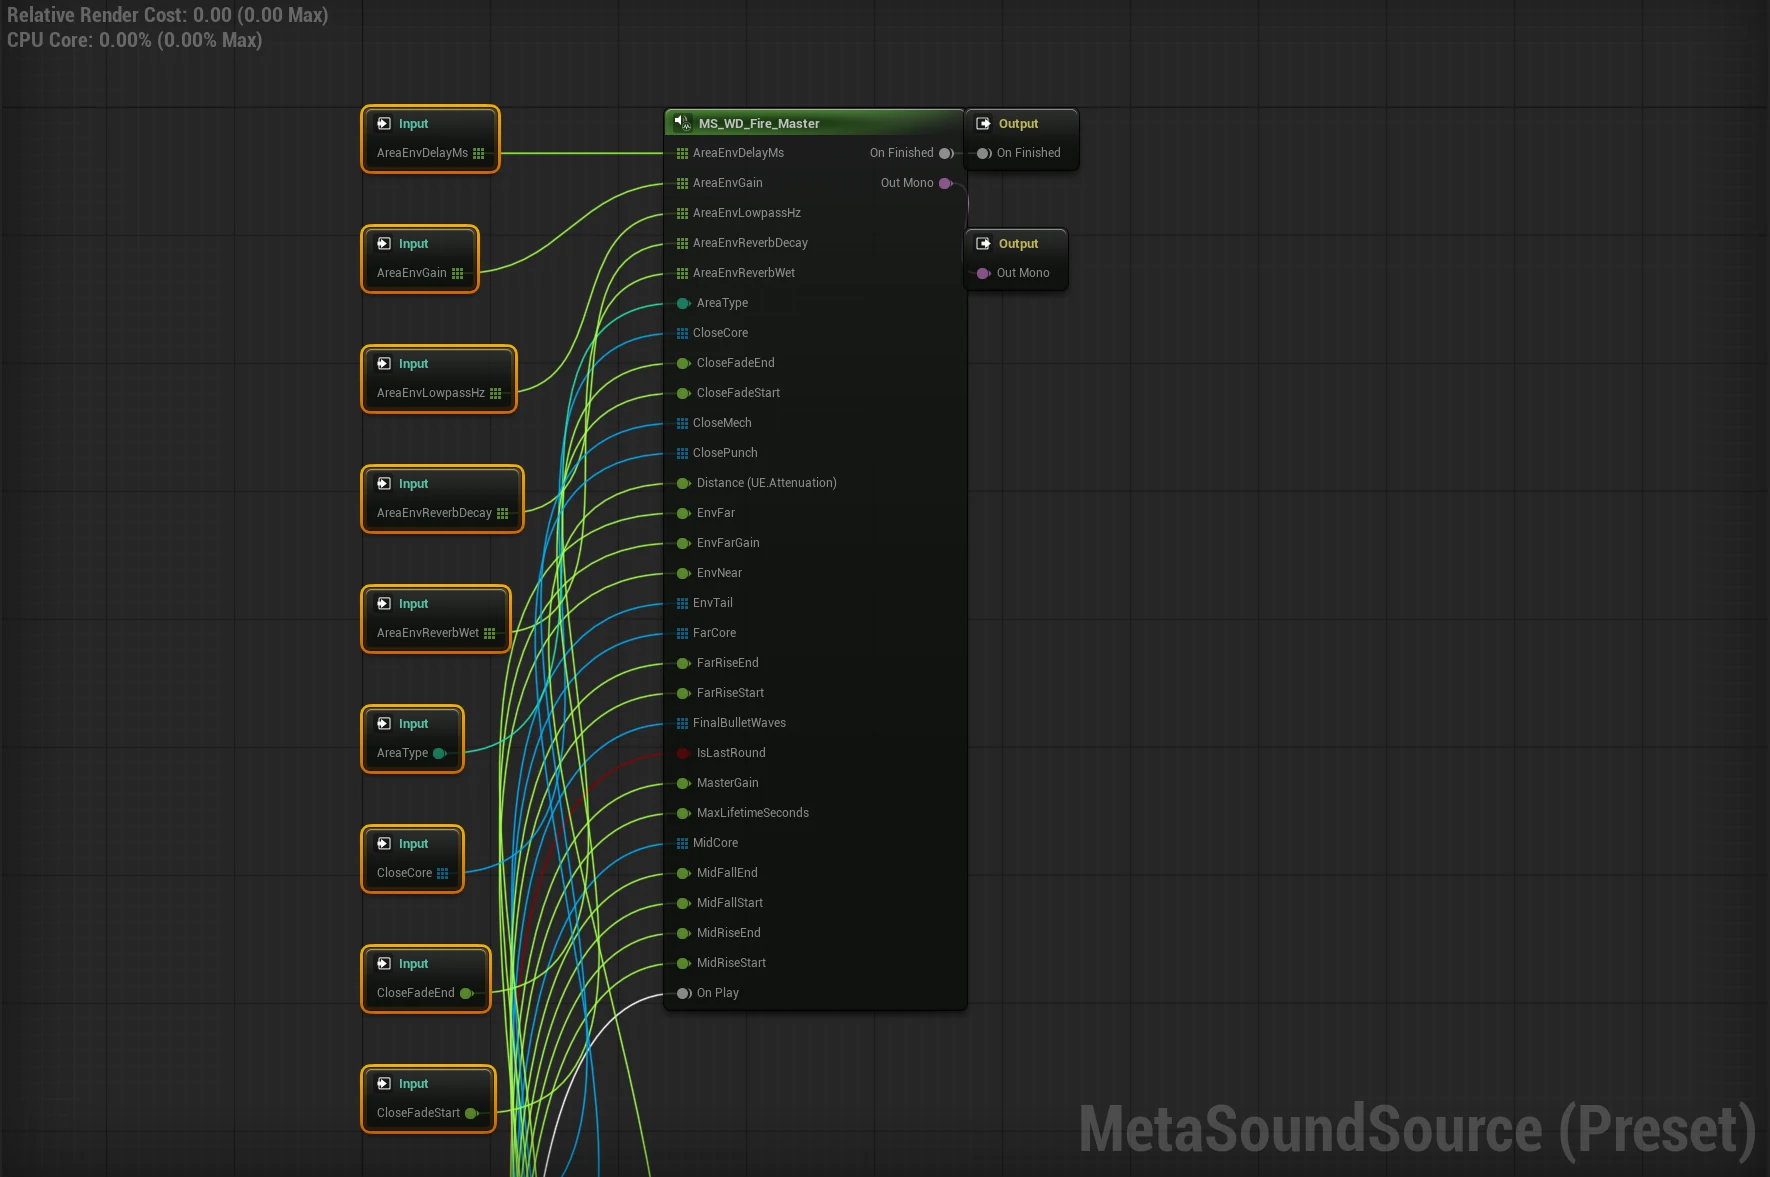 Relative Render Cost: 0.00 (0.00 Max)
CPU Core: 0.00% (0.00% Max)
Input
AreaEnvDelayMs
Input
AreaEnvGain
Input
AreaEnvLowpassHz
Input
AreaEnvReverbDecay
Input
AreaEnvReverbWet
Input
AreaType
Input
CloseCore
Input
CloseFadeEnd
Input
CloseFadeStart
MS_WD_Fire_Master
AreaEnvDelayMs
On Finished
AreaEnvGain
Out Mono
AreaEnvLowpassHz
AreaEnvReverbDecay
AreaEnvReverbWet
AreaType
CloseCore
CloseFadeEnd
CloseFadeStart
CloseMech
ClosePunch
Distance (UE.Attenuation)
EnvFar
EnvFarGain
EnvNear
EnvTail
FarCore
FarRiseEnd
FarRiseStart
FinalBulletWaves
IsLastRound
MasterGain
MaxLifetimeSeconds
MidCore
MidFallEnd
MidFallStart
MidRiseEnd
MidRiseStart
On Play
Output
On Finished
Output
Out Mono
MetaSoundSource (Preset)